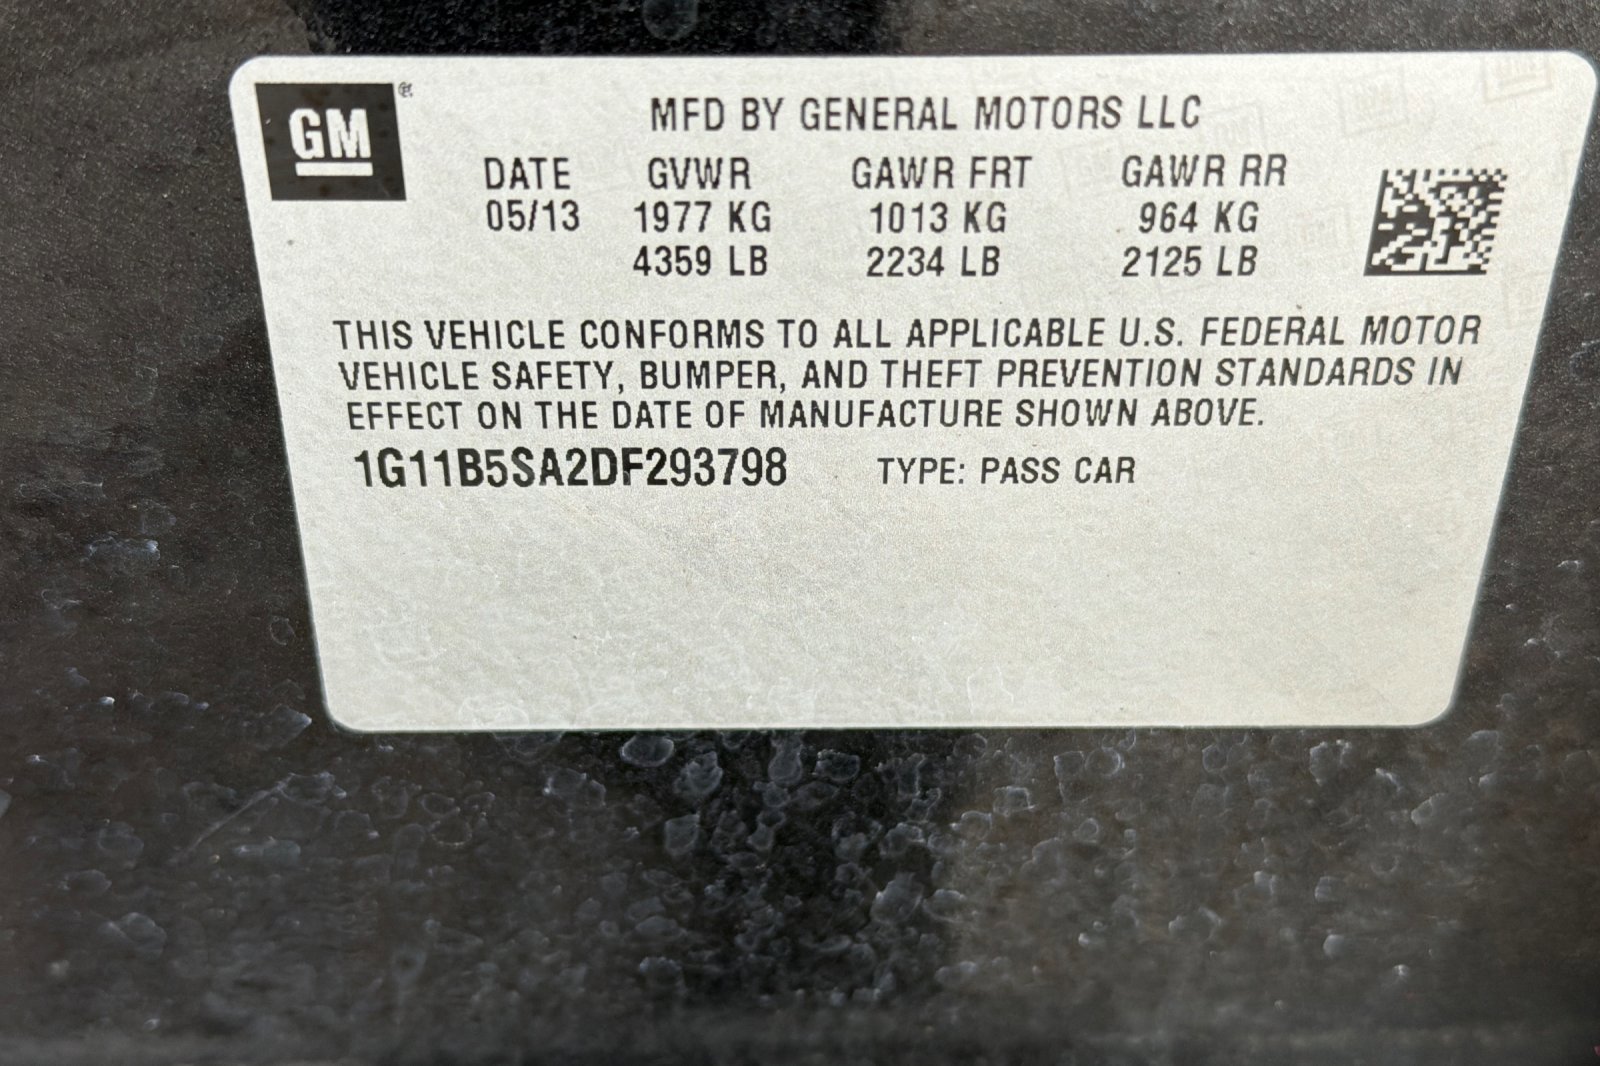 GM
MFD BY GENERAL MOTORS LLC
DATE GVWR GAWR FRT GAWR RR
05/13 1977 KG 1013 KG 964 KG
4359 LB 2234 LB 2125 LB
THIS VEHICLE CONFORMS TO ALL APPLICABLE U.S. FEDERAL MOTOR
VEHICLE SAFETY, BUMPER, AND THEFT PREVENTION STANDARDS IN
EFFECT ON THE DATE OF MANUFACTURE SHOWN ABOVE.
1G11B5SA2DF293798 TYPE: PASS CAR